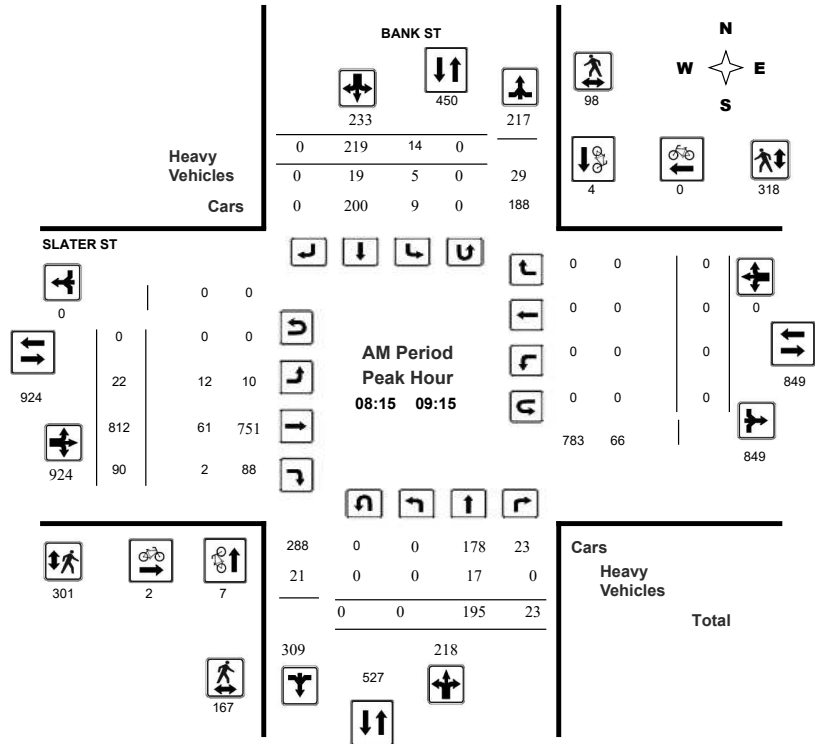 BANK ST
N
W E
S
450
98
233 217
0 219 14 0
Heavy
Vehicles
0 19 5 0 29
Cars 0 200 9 0 188
4 0 318
SLATER ST
0 0 0
0 0 0
924
0 0 0
22 12 10
812 61 751
924
90 2 88
AM Period
Peak Hour
08:15 09:15
0 0 0
0 0 0 0
0 0 0
849
0 0 0
783 66
849
288 0 0 178 23 Cars
21 0 0 17 0 Heavy
Vehicles
301 2 7
0 0 195 23 Total
309 218
527
167